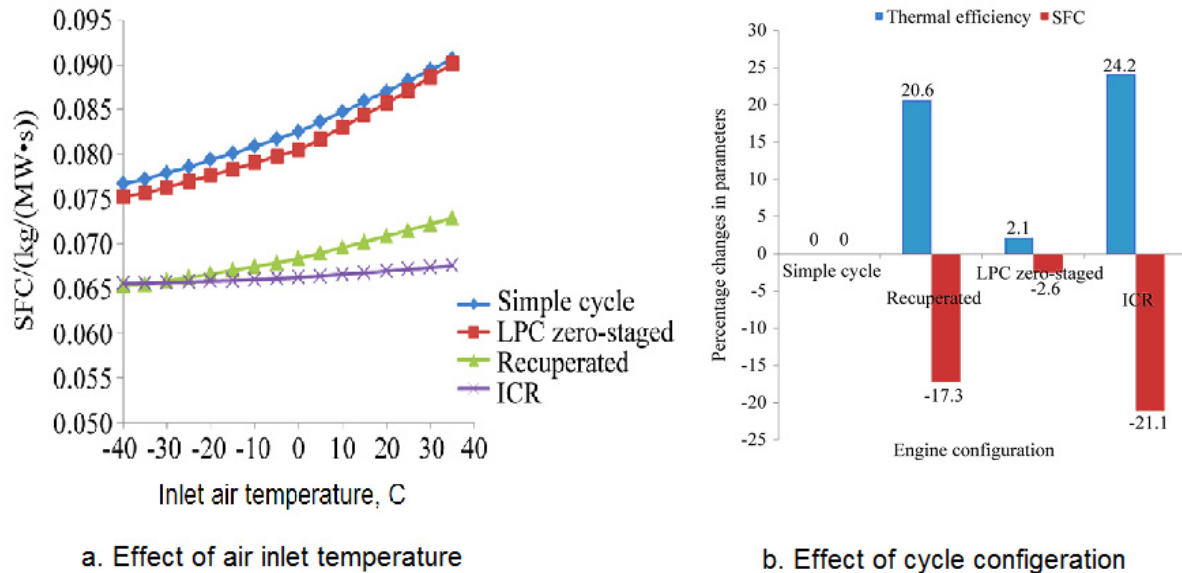 SFC/(kg/(MW•s))
0.095
0.090
0.085
0.080
0.075
0.070
0.065
0.060
0.055
0.050
-40 -30 -20 -10 0 10 20 30 40
Inlet air temperature, C
Simple cycle
LPC zero-staged
Recuperated
ICR
a. Effect of air inlet temperature
Thermal efficiency SFC
Percentage changes in parameters
30
25
20
15
10
5
0
-5
-10
-15
-20
-25
0 0
20.6
2.1
24.2
Simple cycle
Recuperated
LPC zero-staged
ICR
-17.3
-2.6
-21.1
Engine configuration
b. Effect of cycle configeration